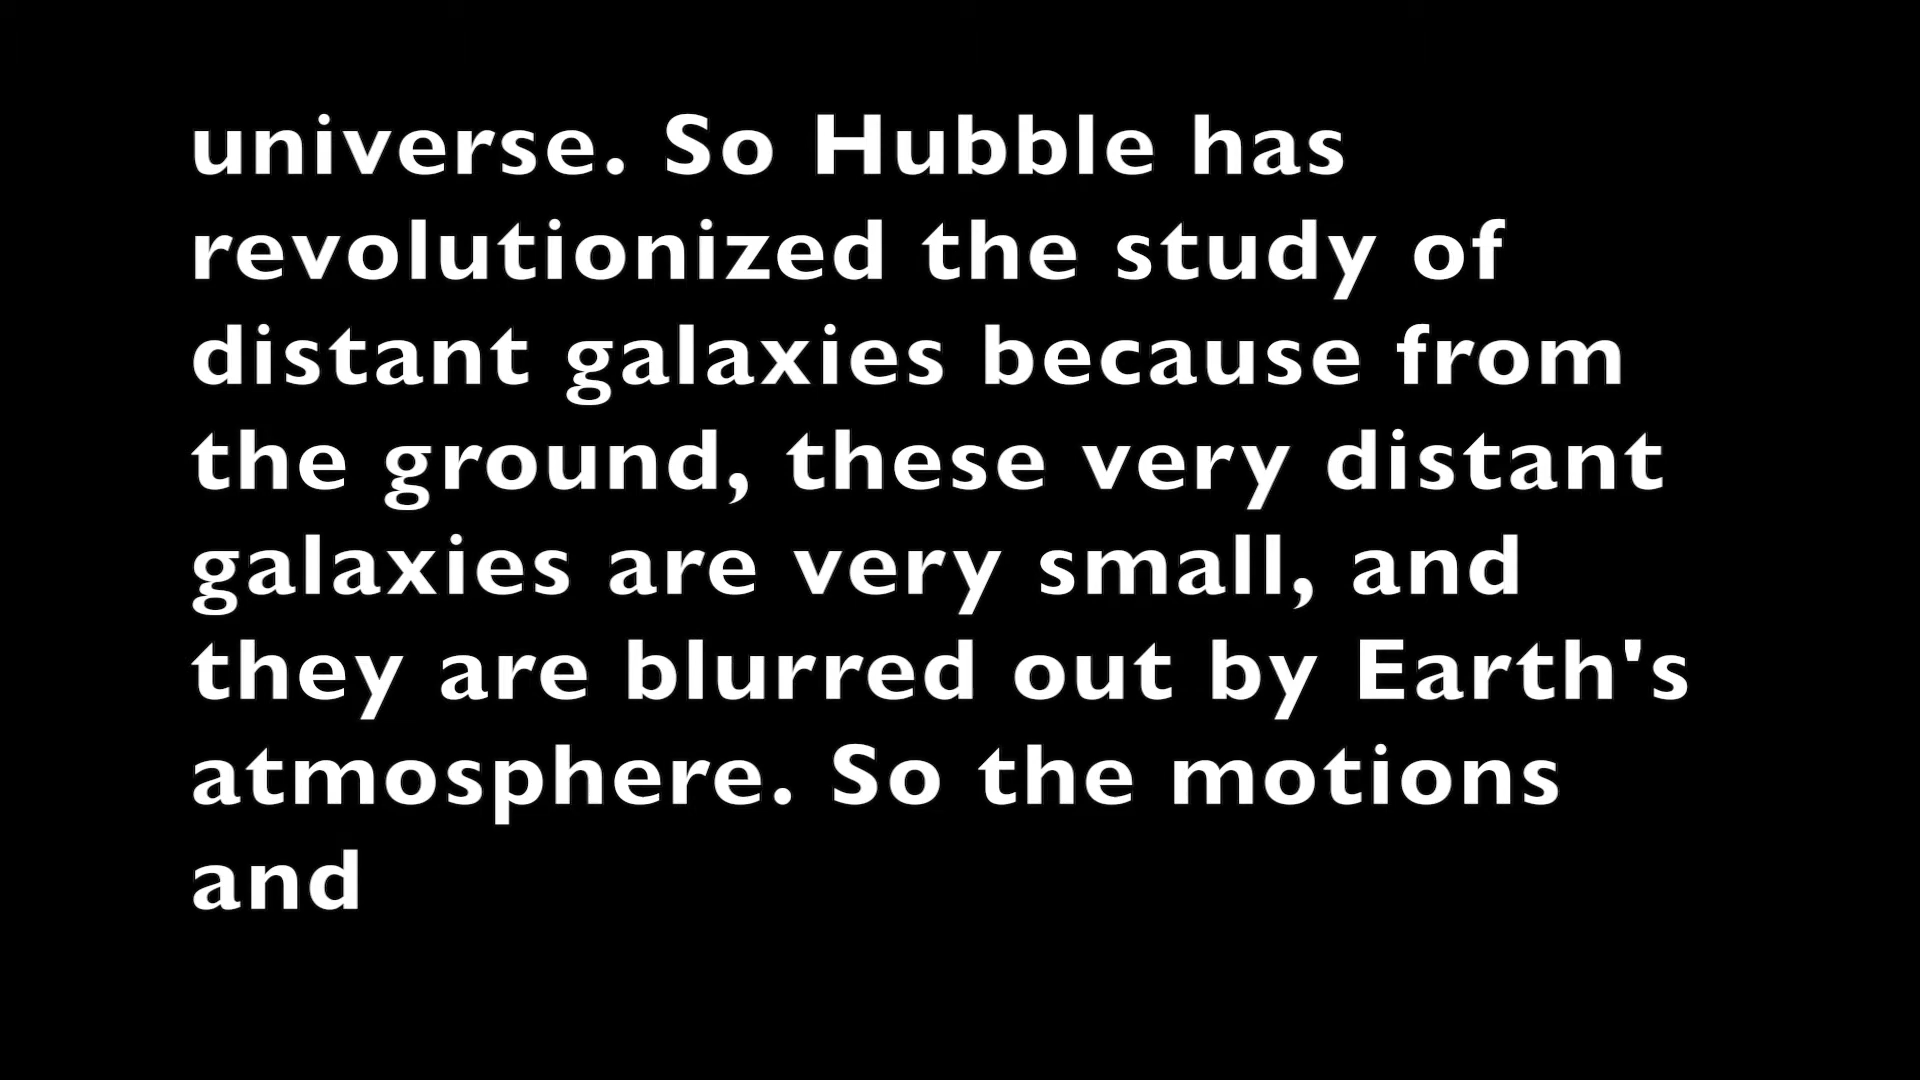 universe. So Hubble has
revolutionized the study of
distant galaxies because from
the ground, these very distant
galaxies are very small, and
they are blurred out by Earth's
atmosphere. So the motions
and